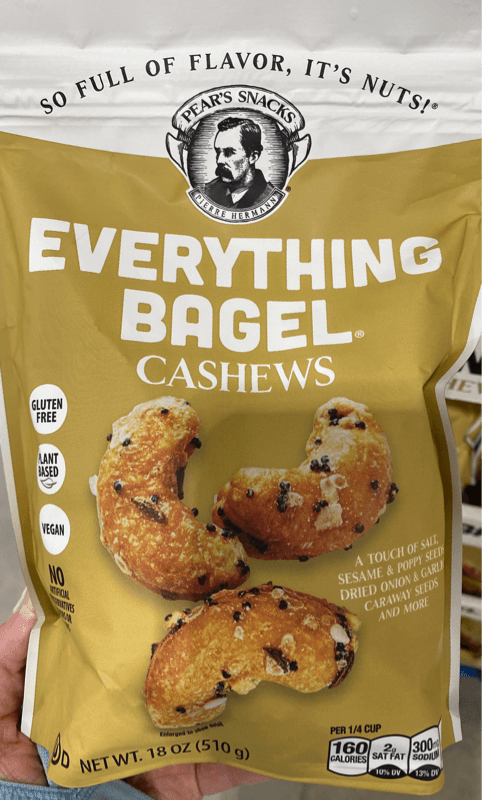 SO FULL OF FLAVOR, IT'S NUTS!®
PEAR'S SNACKS
PIERRE HERMANN
EVERYTHING
BAGEL®
CASHEWS
GLUTEN
FREE
PLANT
BASED
VEGAN
A TOUCH OF SALT,
SESAME & POPPY SEEDS
DRIED ONION & GARLIC
CARAWAY SEEDS
AND MORE
NO
ARTIFICIAL
Enlarged to show detail
D
NET WT. 18 OZ (510 g)
PER 1/4 CUP
160
CALORIES
2g
SAT FAT
10% DV
300mg
SODIUM
13% DV